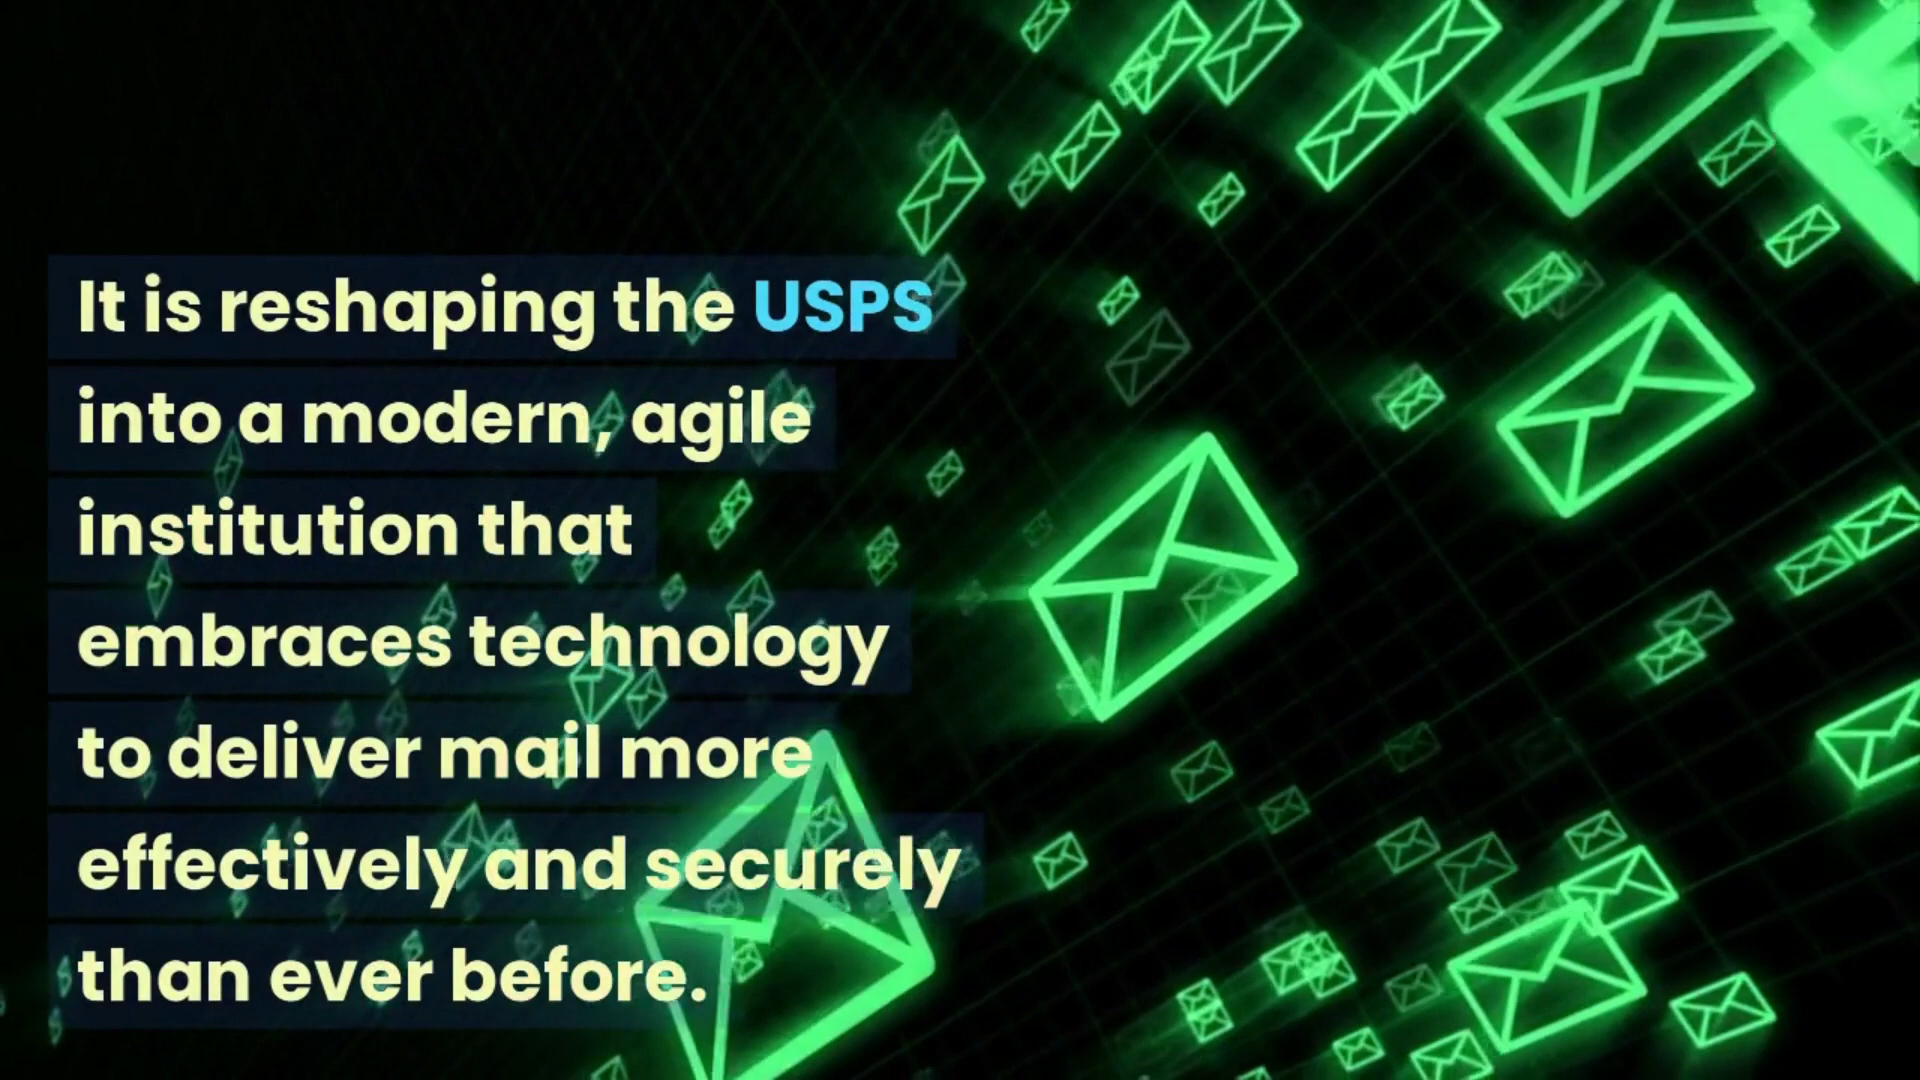 It is reshaping the USPS
into a modern, agile
institution that
embraces technology
to deliver mail more
effectively and securely
than ever before.